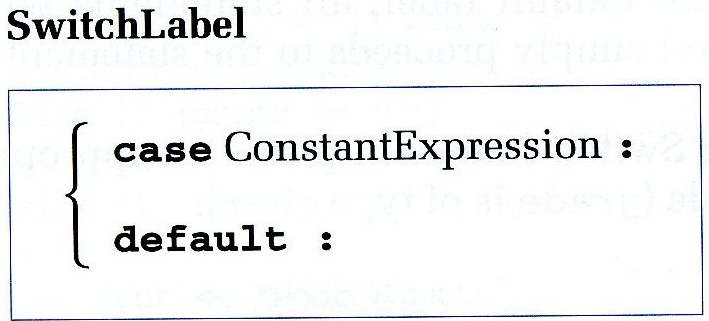 SwitchLabel
case ConstantExpression :
default :